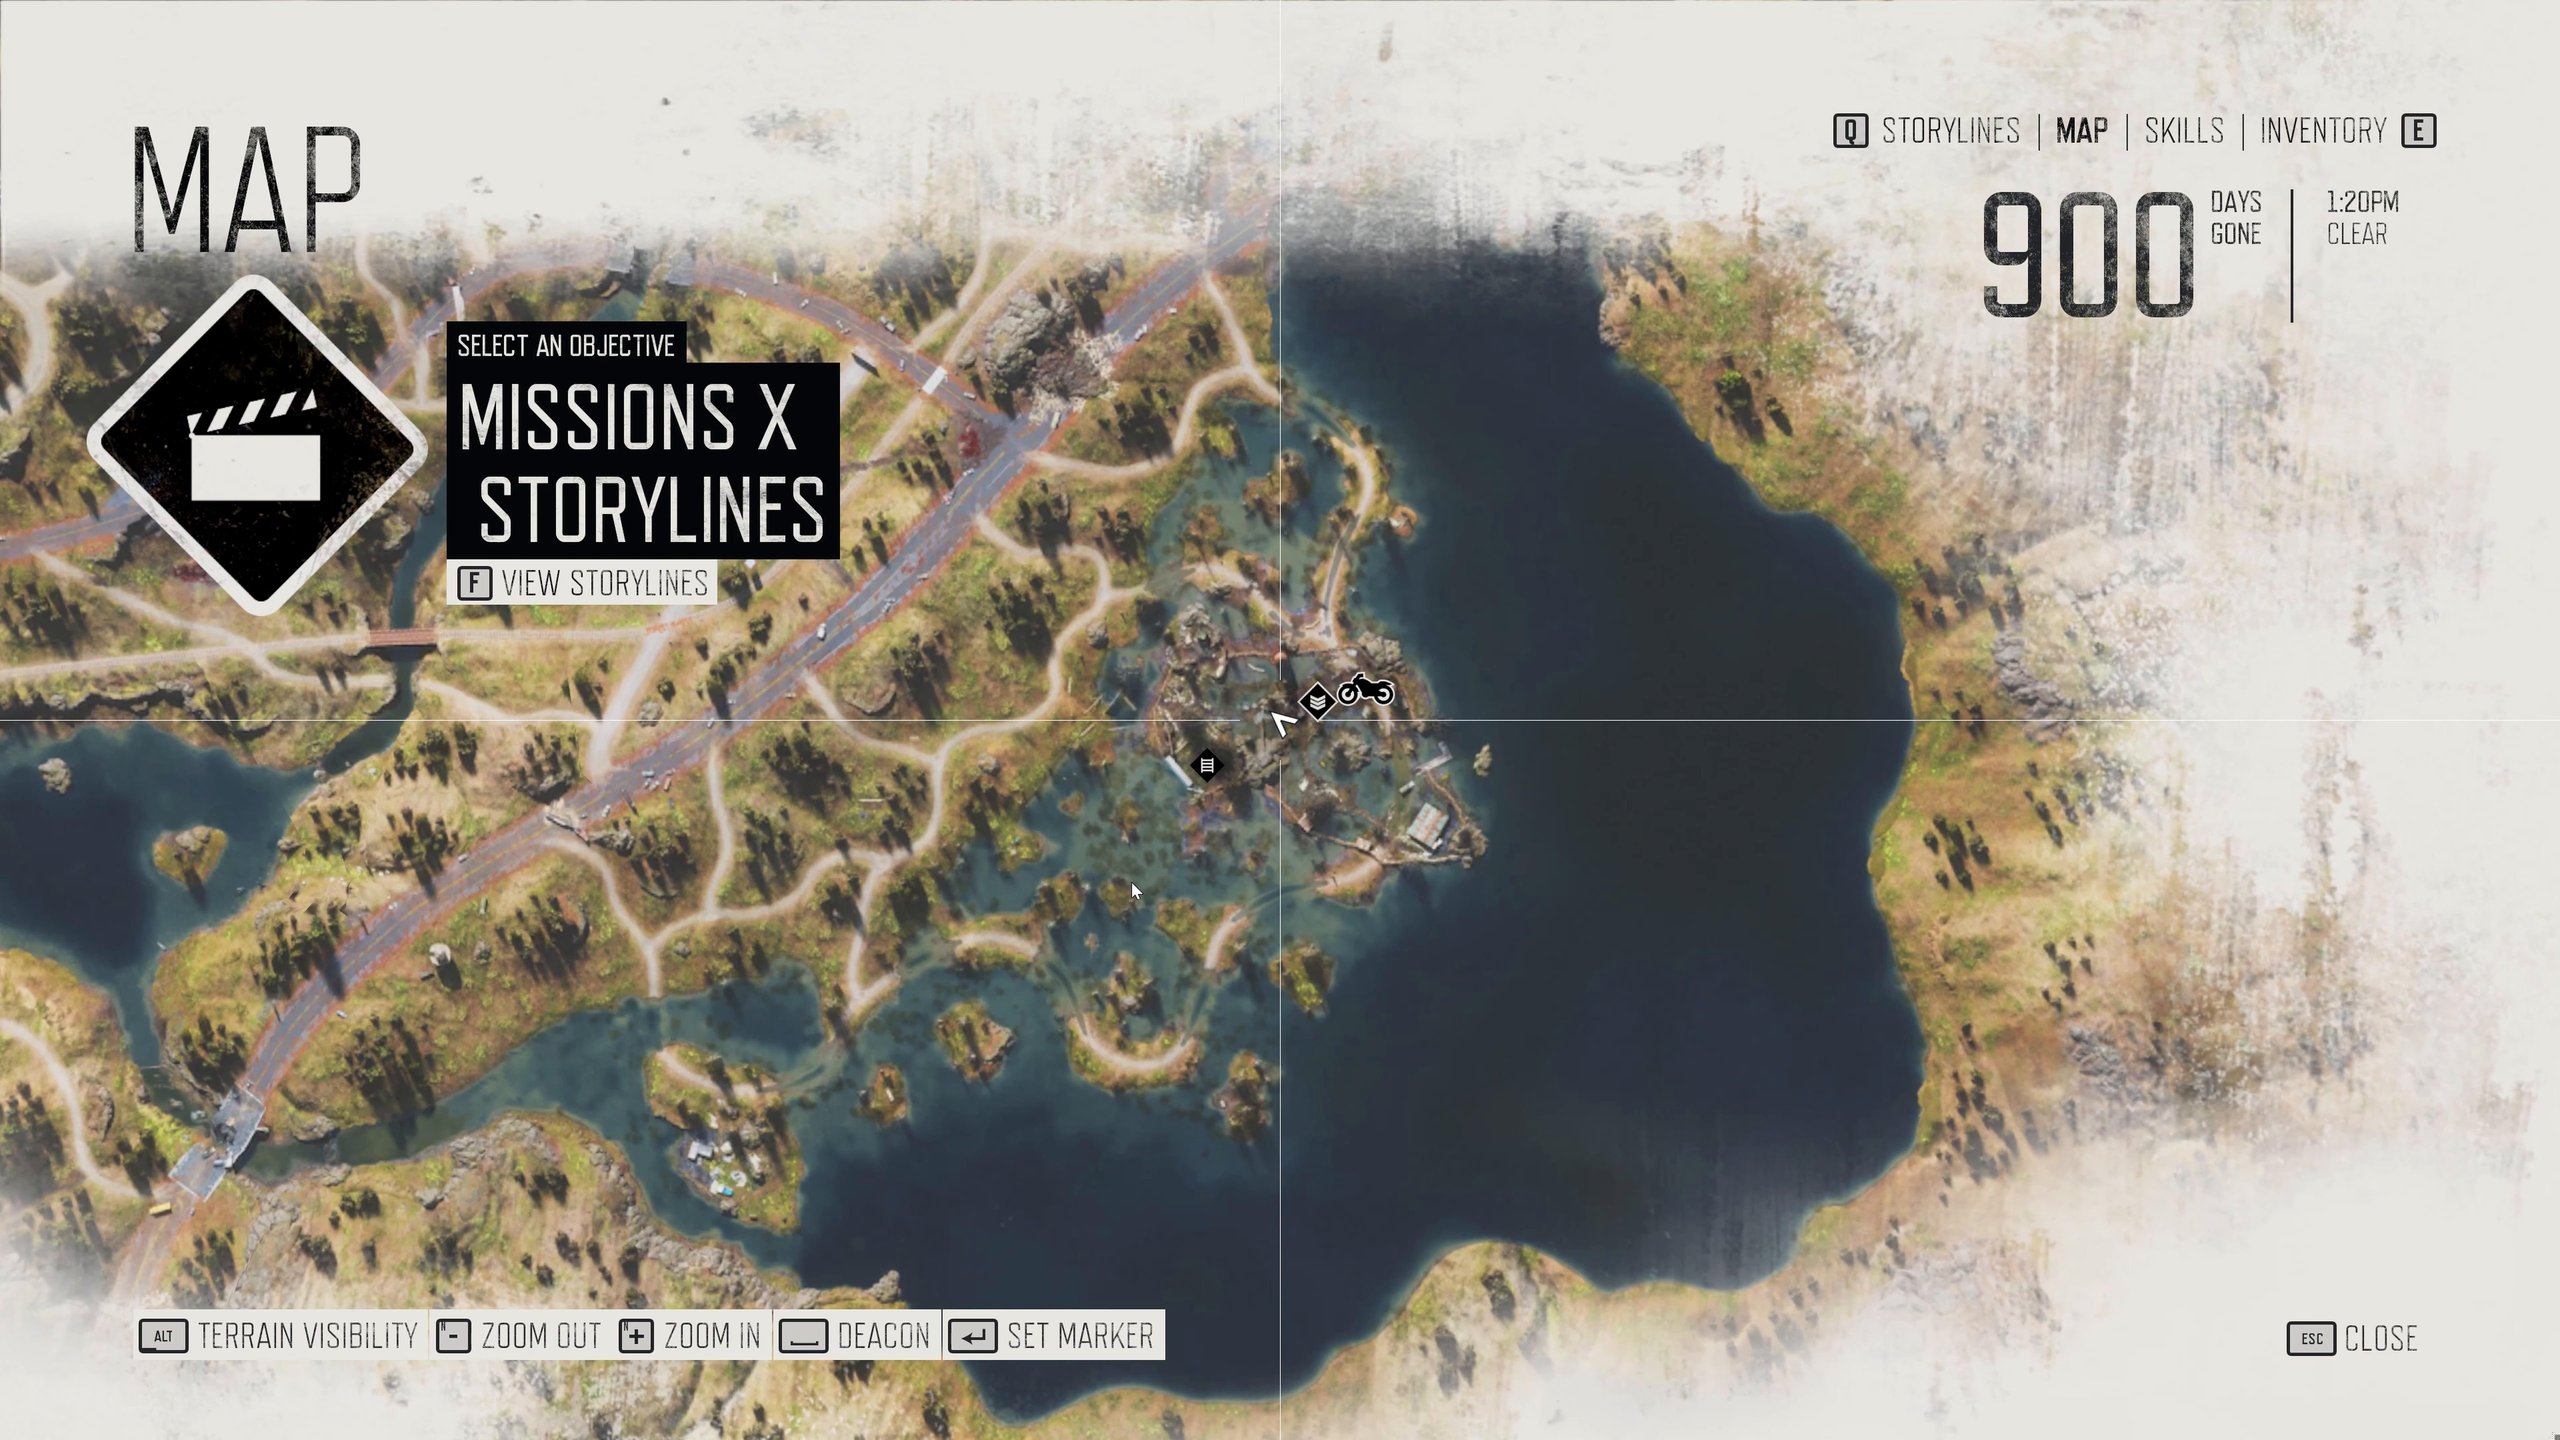 MAP
Q STORYLINES | MAP | SKILLS | INVENTORY E
900 DAYS GONE
1:20PM
CLEAR
SELECT AN OBJECTIVE
MISSIONS X
STORYLINES
F VIEW STORYLINES
ALT TERRAIN VISIBILITY N- ZOOM OUT N+ ZOOM IN DEACON SET MARKER
ESC CLOSE